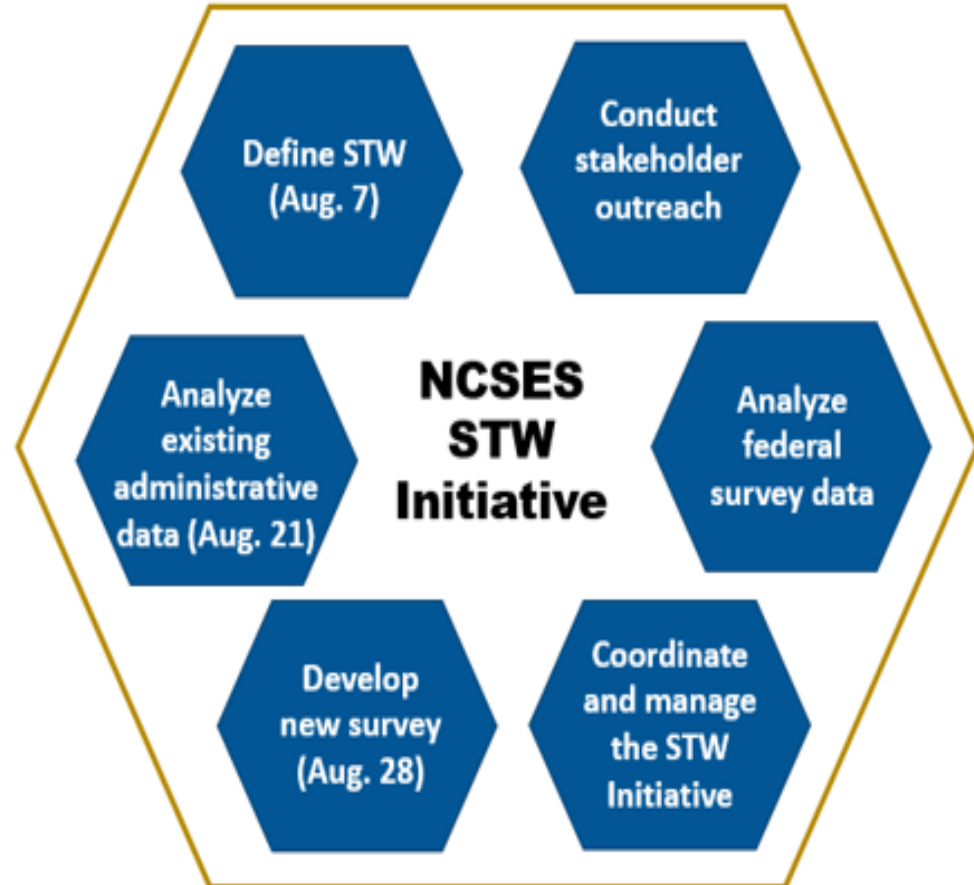 Define STW
(Aug. 7)
Conduct
stakeholder
outreach
Analyze
existing
administrative
data (Aug. 21)
NCSES
STW
Initiative
Analyze
federal
survey data
Develop
new survey
(Aug. 28)
Coordinate
and manage
the STW
Initiative